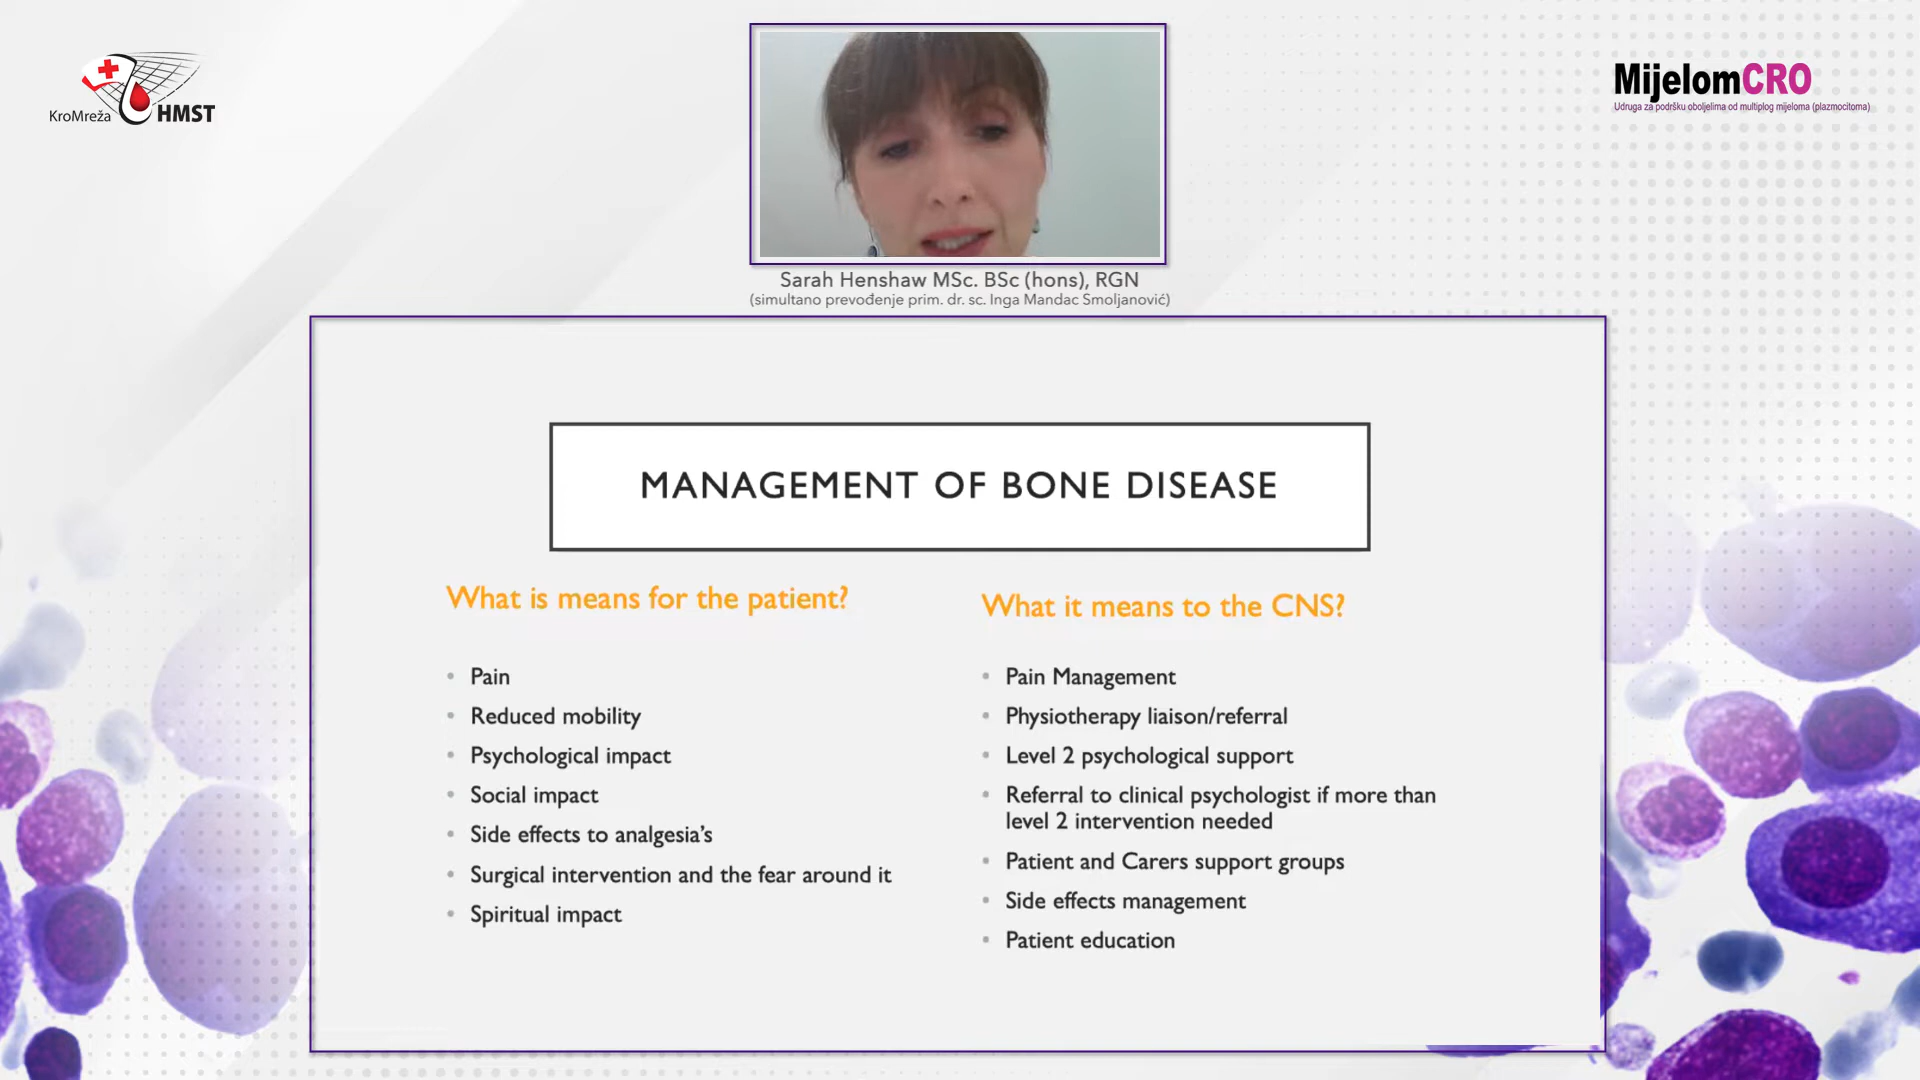 KroMreža HMST
MijelomCRO
Udruga za podršku oboljelima od multiplog mijeloma (plazmocitoma)
Sarah Henshaw MSc. BSc (hons), RGN
(simultano prevođenje prim. dr. sc. Inga Mandac Smoljanović)
MANAGEMENT OF BONE DISEASE
What is means for the patient?
• Pain
• Reduced mobility
• Psychological impact
• Social impact
• Side effects to analgesia’s
• Surgical intervention and the fear around it
• Spiritual impact
What it means to the CNS?
• Pain Management
• Physiotherapy liaison/referral
• Level 2 psychological support
• Referral to clinical psychologist if more than
level 2 intervention needed
• Patient and Carers support groups
• Side effects management
• Patient education